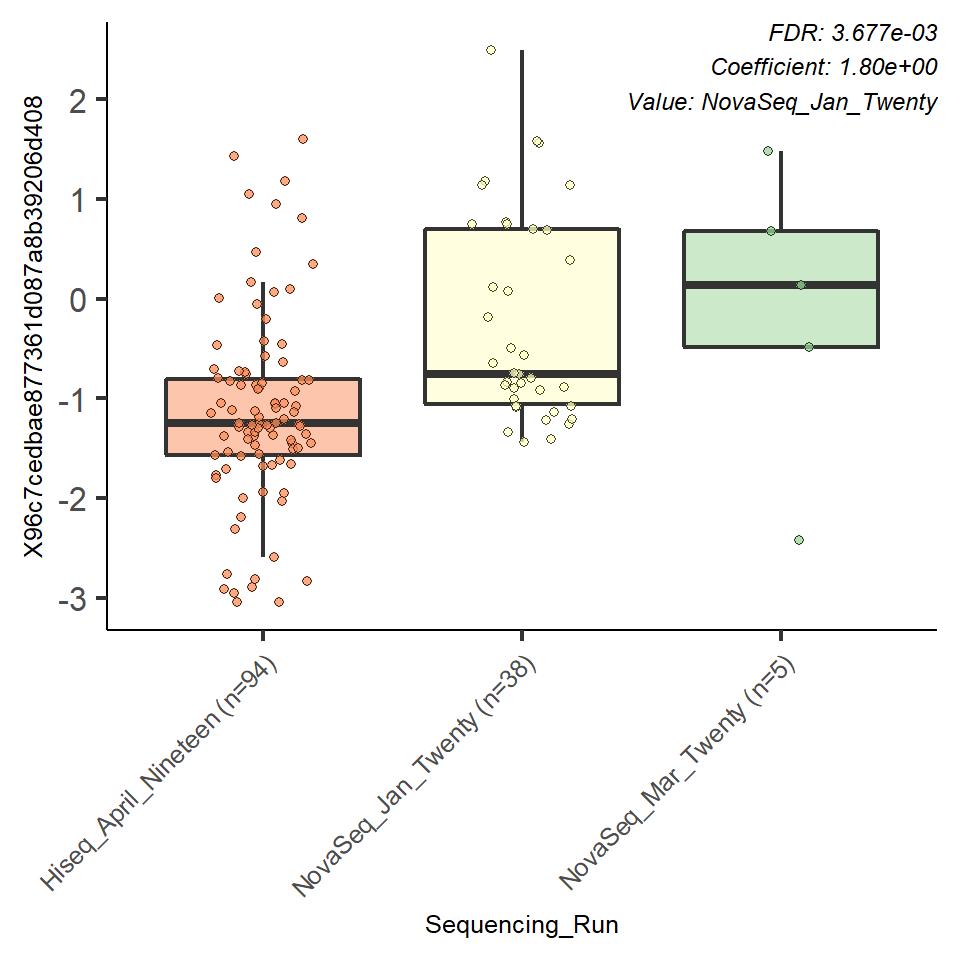 FDR: 3.677e-03
Coefficient: 1.80e+00
Value: NovaSeq_Jan_Twenty
X96c7cedbae877361d087a8b39206d408
2
1
0
-1
-2
-3
Hiseq_April_Nineteen (n=94)
NovaSeq_Jan_Twenty (n=38)
NovaSeq_Mar_Twenty (n=5)
Sequencing_Run